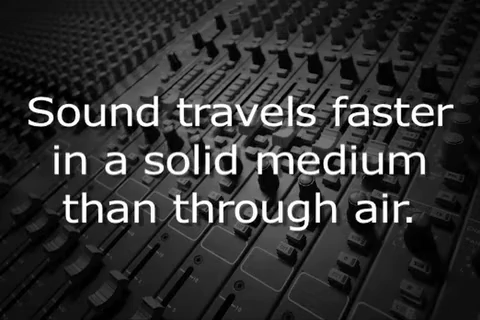 Sound travels faster
in a solid medium
than through air.